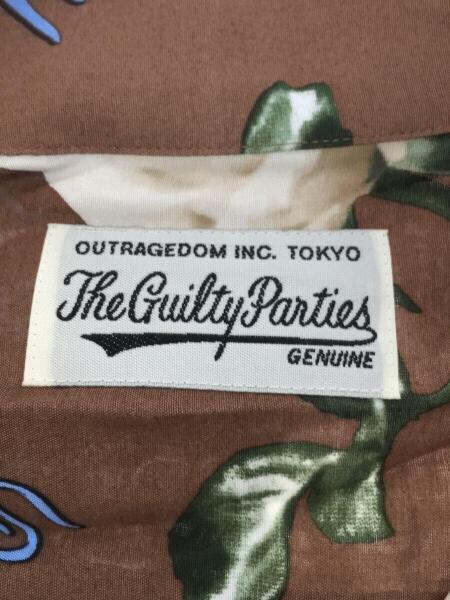 OUTRAGEDOM INC. TOKYO
The Guilty Parties
GENUINE